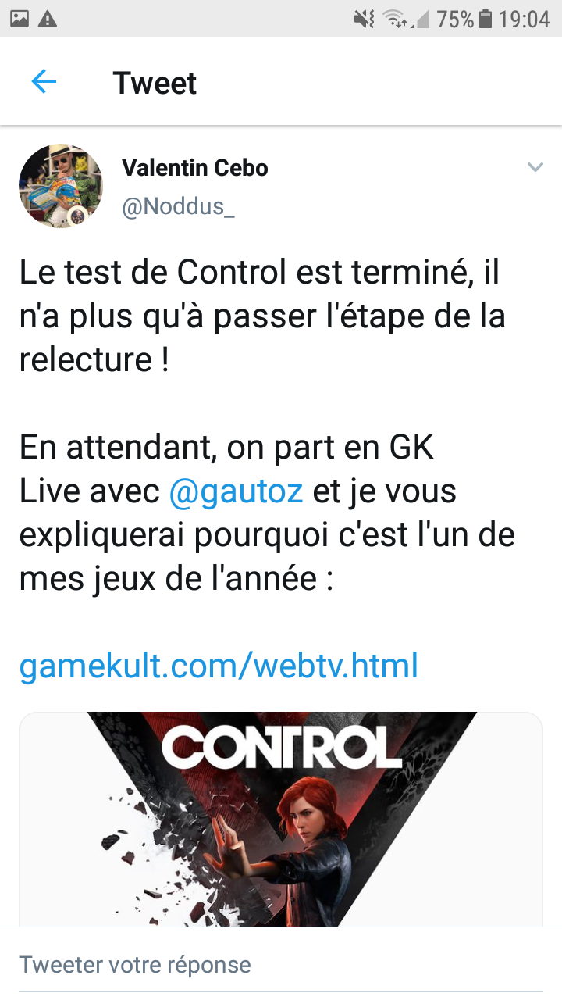 75% 19:04
Tweet
Valentin Cebo
@Noddus_
Le test de Control est terminé, il
n'a plus qu'à passer l'étape de la
relecture !
En attendant, on part en GK
Live avec @gautoz et je vous
expliquerai pourquoi c'est l'un de
mes jeux de l'année :
gamekult.com/webtv.html
CONTROL
Tweeter votre réponse